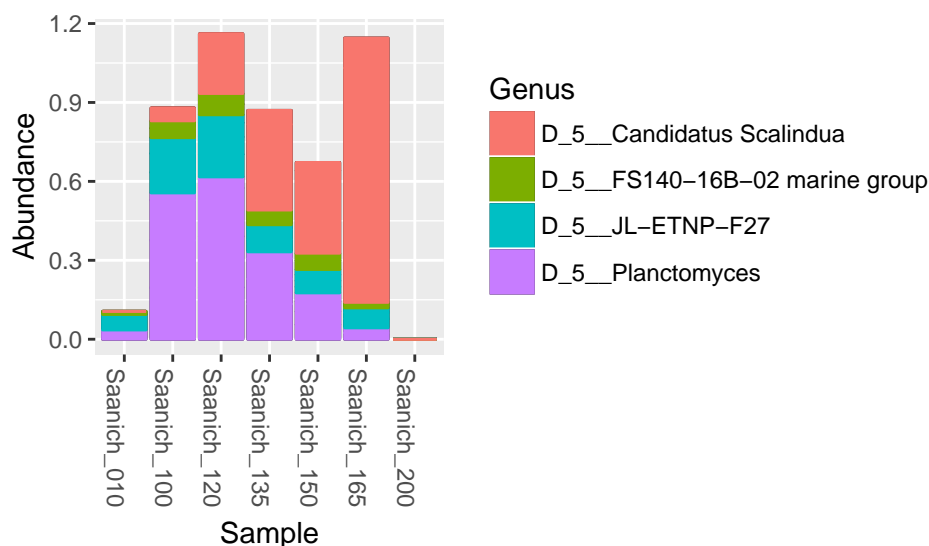 1.2
0.9
0.6
0.3
0.0
Abundance
Saanich_010
Saanich_100
Saanich_120
Saanich_135
Saanich_150
Saanich_165
Saanich_200
Sample
Genus
D_5__Candidatus Scalindua
D_5__FS140−16B−02 marine group
D_5__JL−ETNP−F27
D_5__Planctomyces